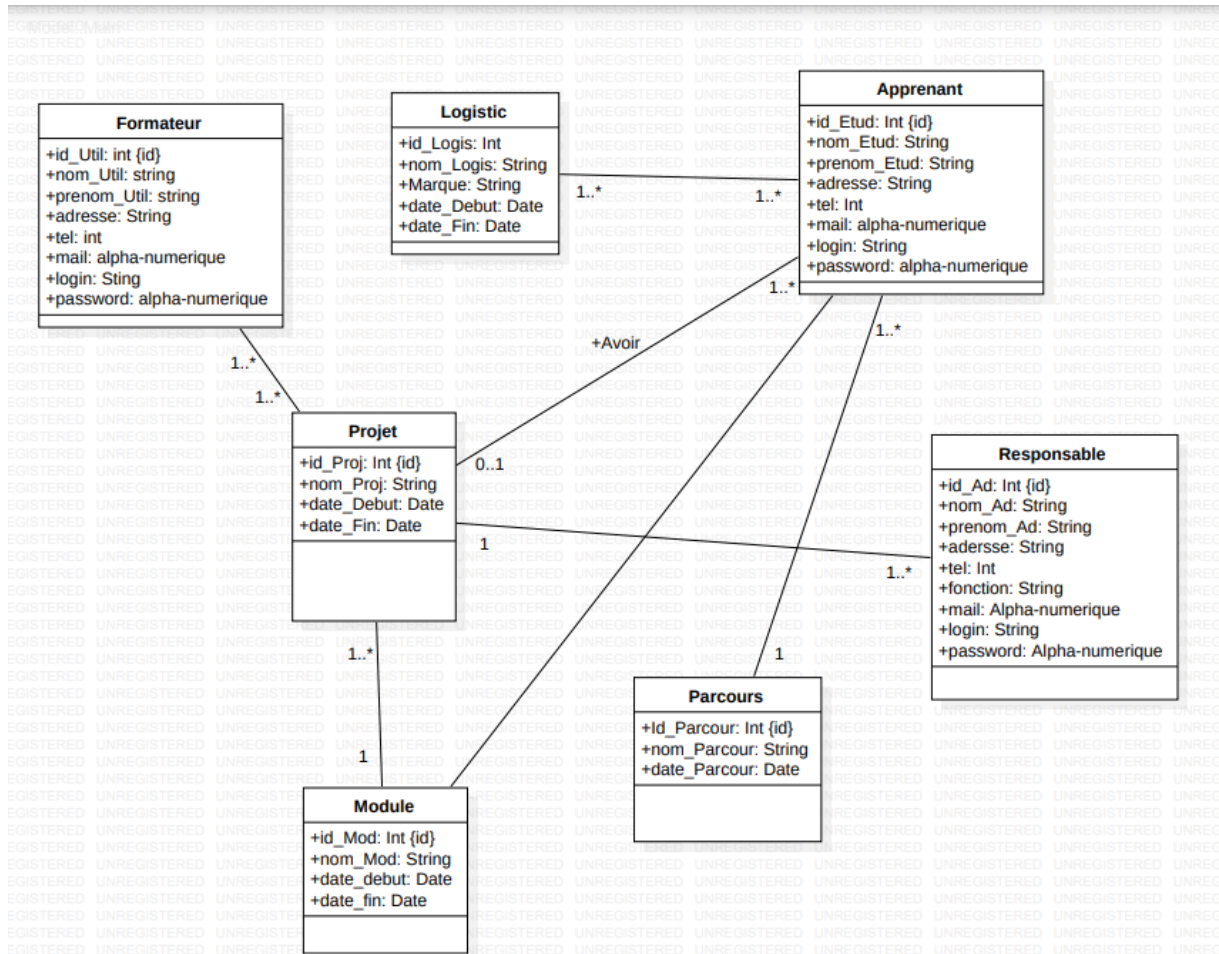 Model::Main
Formateur
+id_Util: int {id}
+nom_Util: string
+prenom_Util: string
+adresse: String
+tel: int
+mail: alpha-numerique
+login: Sting
+password: alpha-numerique
Logistic
+id_Logis: Int
+nom_Logis: String
+Marque: String
+date_Debut: Date
+date_Fin: Date
Apprenant
+id_Etud: Int {id}
+nom_Etud: String
+prenom_Etud: String
+adresse: String
+tel: Int
+mail: alpha-numerique
+login: String
+password: alpha-numerique
1..*
1..*
1..*
+Avoir
0..1
1..*
1..*
1..*
Projet
+id_Proj: Int {id}
+nom_Proj: String
+date_Debut: Date
+date_Fin: Date
1
1..*
Responsable
+id_Ad: Int {id}
+nom_Ad: String
+prenom_Ad: String
+adersse: String
+tel: Int
+fonction: String
+mail: Alpha-numerique
+login: String
+password: Alpha-numerique
1..*
1
1
Parcours
+Id_Parcour: Int {id}
+nom_Parcour: String
+date_Parcour: Date
Module
+id_Mod: Int {id}
+nom_Mod: String
+date_debut: Date
+date_fin: Date
UNREGISTERED